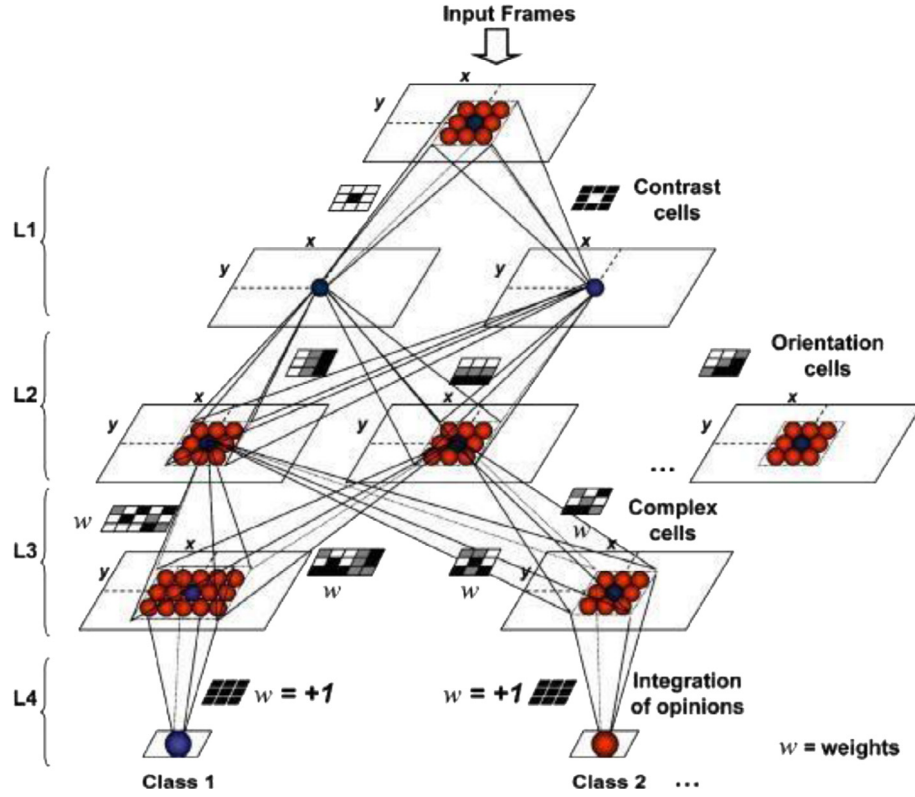 Input Frames
x
y
L1
Contrast
cells
x
y
x
y
L2
Orientation
cells
x
y
x
y
x
y
...
L3
w
Complex
cells
w
x
y
w
w
x
y
L4
w = +1
w = +1
Integration
of opinions
w = weights
Class 1
Class 2 ...